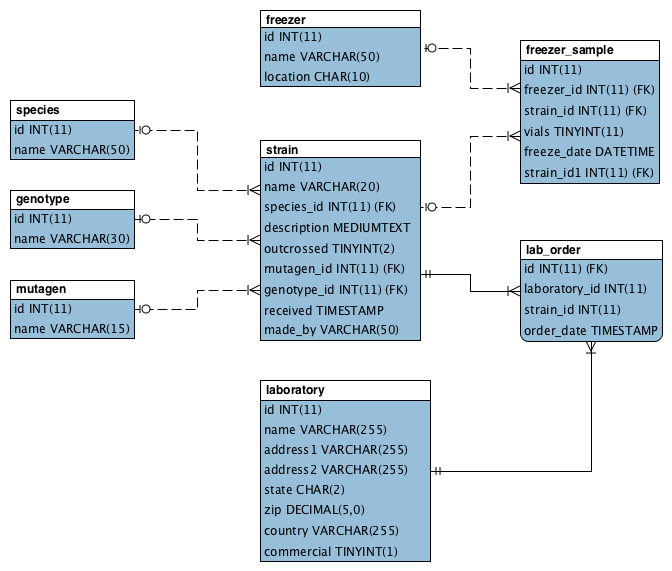 freezer
id INT(11)
name VARCHAR(50)
location CHAR(10)
freezer_sample
id INT(11)
freezer_id INT(11) (FK)
strain_id INT(11) (FK)
vials TINYINT(11)
freeze_date DATETIME
strain_id1 INT(11) (FK)
species
id INT(11)
name VARCHAR(50)
strain
id INT(11)
name VARCHAR(20)
species_id INT(11) (FK)
description MEDIUMTEXT
outcrossed TINYINT(2)
mutagen_id INT(11) (FK)
genotype_id INT(11) (FK)
received TIMESTAMP
made_by VARCHAR(50)
genotype
id INT(11)
name VARCHAR(30)
mutagen
id INT(11)
name VARCHAR(15)
lab_order
id INT(11) (FK)
laboratory_id INT(11)
strain_id INT(11)
order_date TIMESTAMP
laboratory
id INT(11)
name VARCHAR(255)
address1 VARCHAR(255)
address2 VARCHAR(255)
state CHAR(2)
zip DECIMAL(5,0)
country VARCHAR(255)
commercial TINYINT(1)